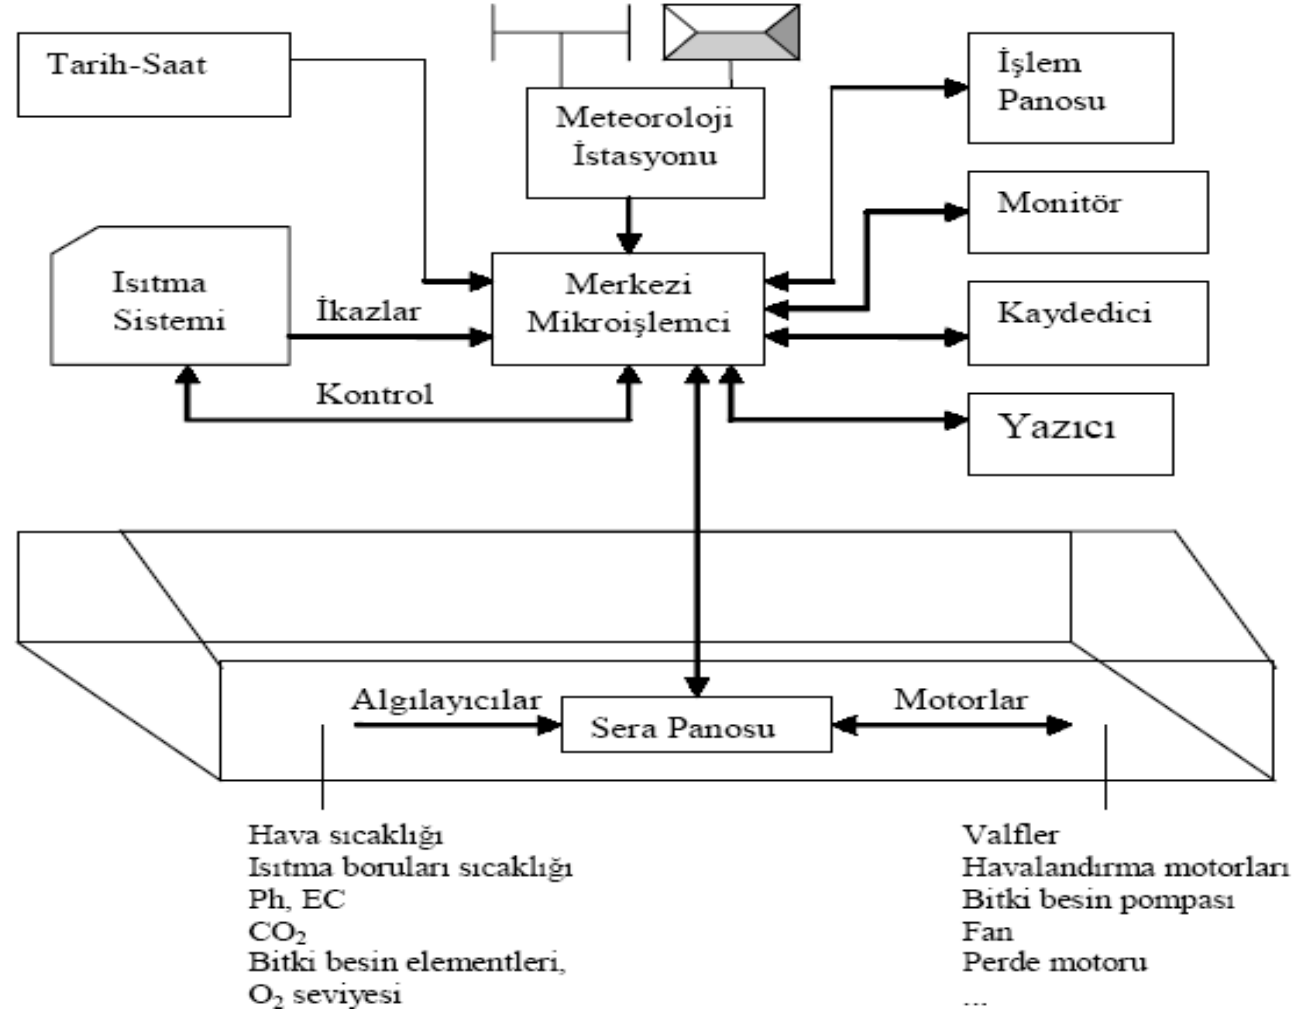 Tarih-Saat
Meteoroloji
İstasyonu
İşlem
Panosu
Monitör
Isıtma
Sistemi
İkazlar
Kontrol
Merkezi
Mikroişlemci
Kaydedici
Yazıcı
Algılayıcılar
Sera Panosu
Motorlar
Hava sıcaklığı
Isıtma boruları sıcaklığı
Ph, EC
CO₂
Bitki besin elementleri,
O₂ seviyesi
Valfler
Havalandırma motorları
Bitki besin pompası
Fan
Perde motoru
...